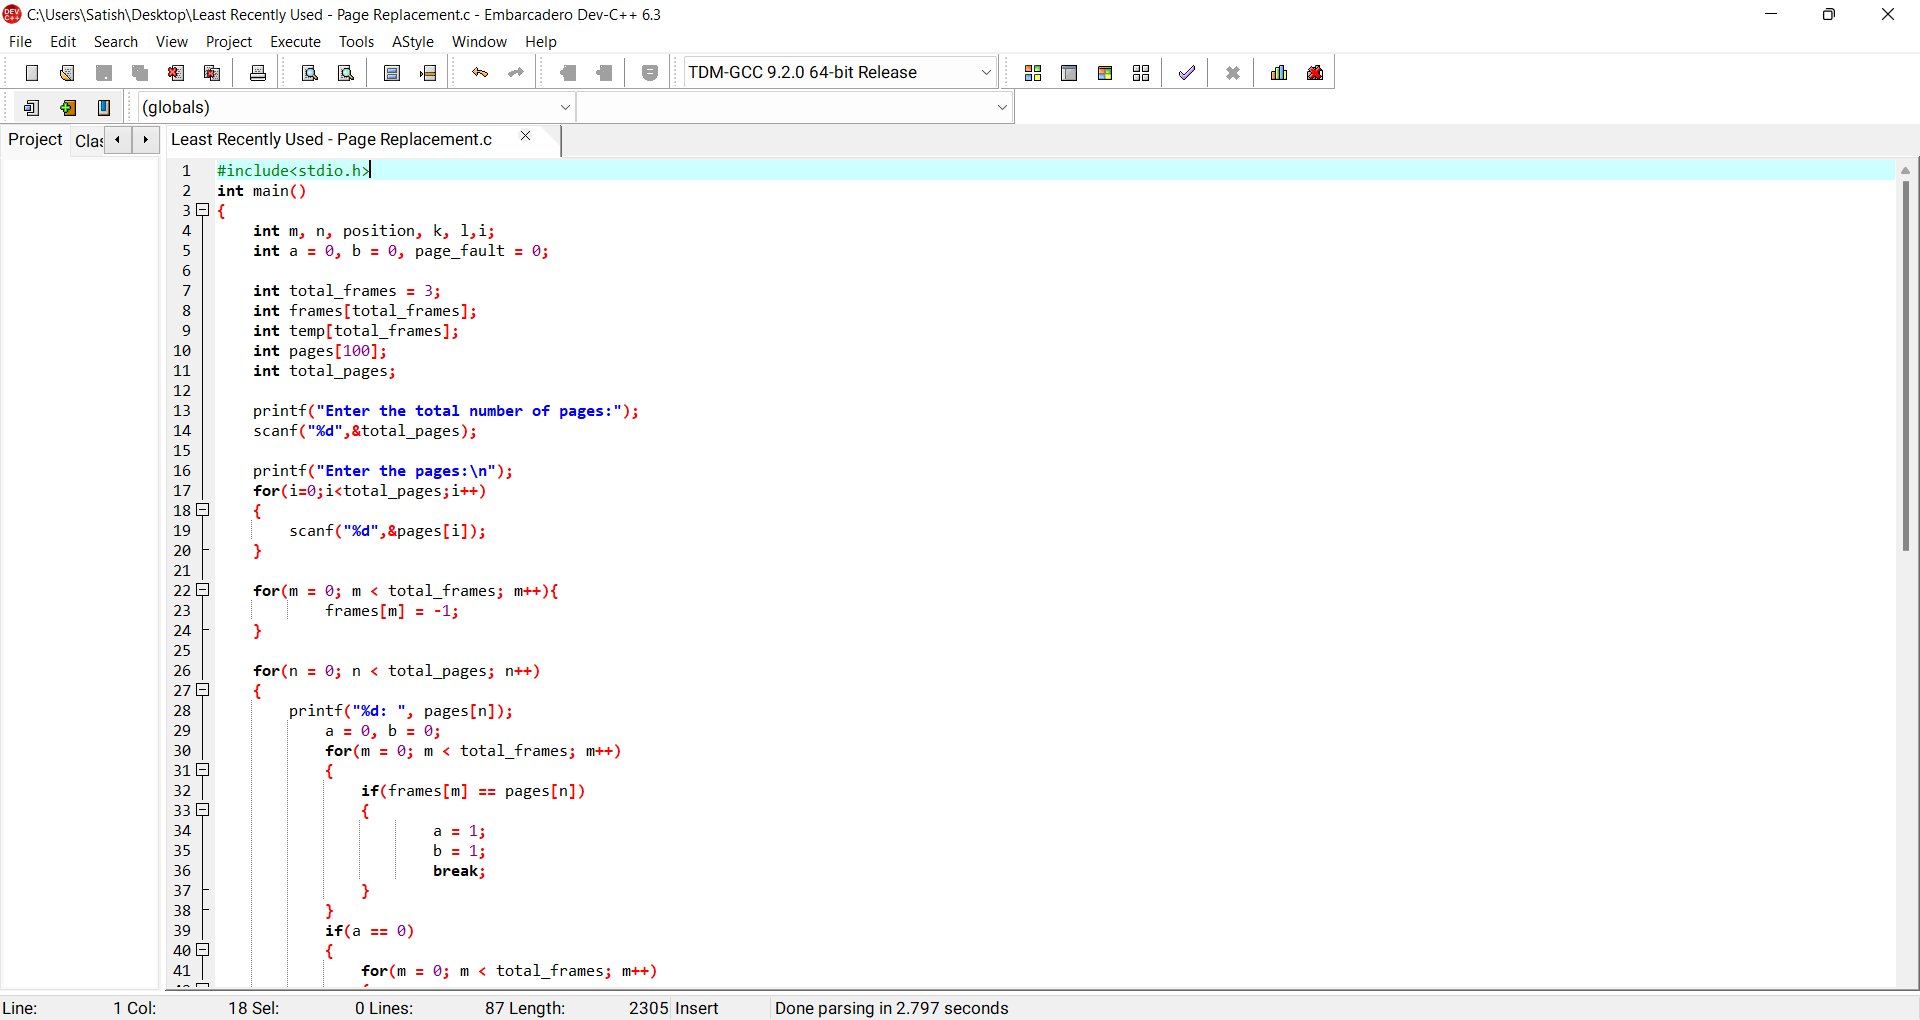 C:\Users\Satish\Desktop\Least Recently Used - Page Replacement.c - Embarcadero Dev-C++ 6.3
File Edit Search View Project Execute Tools AStyle Window Help
TDM-GCC 9.2.0 64-bit Release
(globals)
Project Clas Least Recently Used - Page Replacement.c
1 #include<stdio.h>
2 int main()
3 {
4 int m, n, position, k, l,i;
5 int a = 0, b = 0, page_fault = 0;
6
7 int total_frames = 3;
8 int frames[total_frames];
9 int temp[total_frames];
10 int pages[100];
11 int total_pages;
12
13 printf("Enter the total number of pages:");
14 scanf("%d",&total_pages);
15
16 printf("Enter the pages:\n");
17 for(i=0;i<total_pages;i++)
18 {
19 scanf("%d",&pages[i]);
20 }
21
22 for(m = 0; m < total_frames; m++){
23 frames[m] = -1;
24 }
25
26 for(n = 0; n < total_pages; n++)
27 {
28 printf("%d: ", pages[n]);
29 a = 0, b = 0;
30 for(m = 0; m < total_frames; m++)
31 {
32 if(frames[m] == pages[n])
33 {
34 a = 1;
35 b = 1;
36 break;
37 }
38 }
39 if(a == 0)
40 {
41 for(m = 0; m < total_frames; m++)
Line: 1 Col: 18 Sel: 0 Lines: 87 Length: 2305 Insert Done parsing in 2.797 seconds